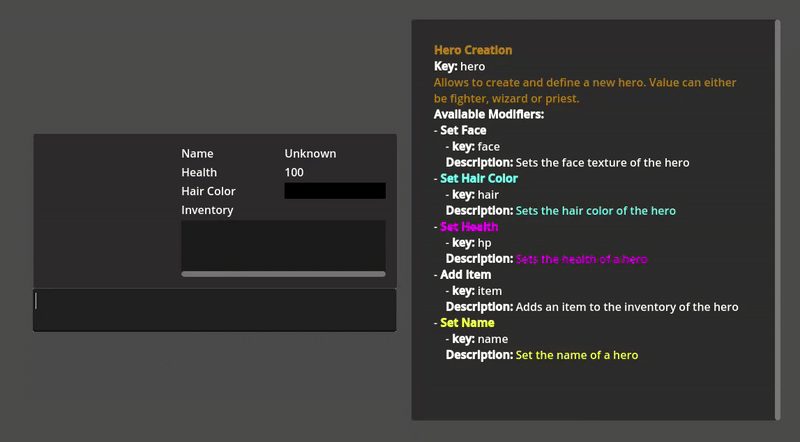 Name Unknown
Health 100
Hair Color
Inventory
Hero Creation
Key: hero
Allows to create and define a new hero. Value can either
be fighter, wizard or priest.
Available Modifiers:
- Set Face
- key: face
Description: Sets the face texture of the hero
- Set Hair Color
- key: hair
Description: Sets the hair color of the hero
- Set Health
- key: hp
Description: Sets the health of a hero
- Add Item
- key: item
Description: Adds an item to the inventory of the hero
- Set Name
- key: name
Description: Set the name of a hero